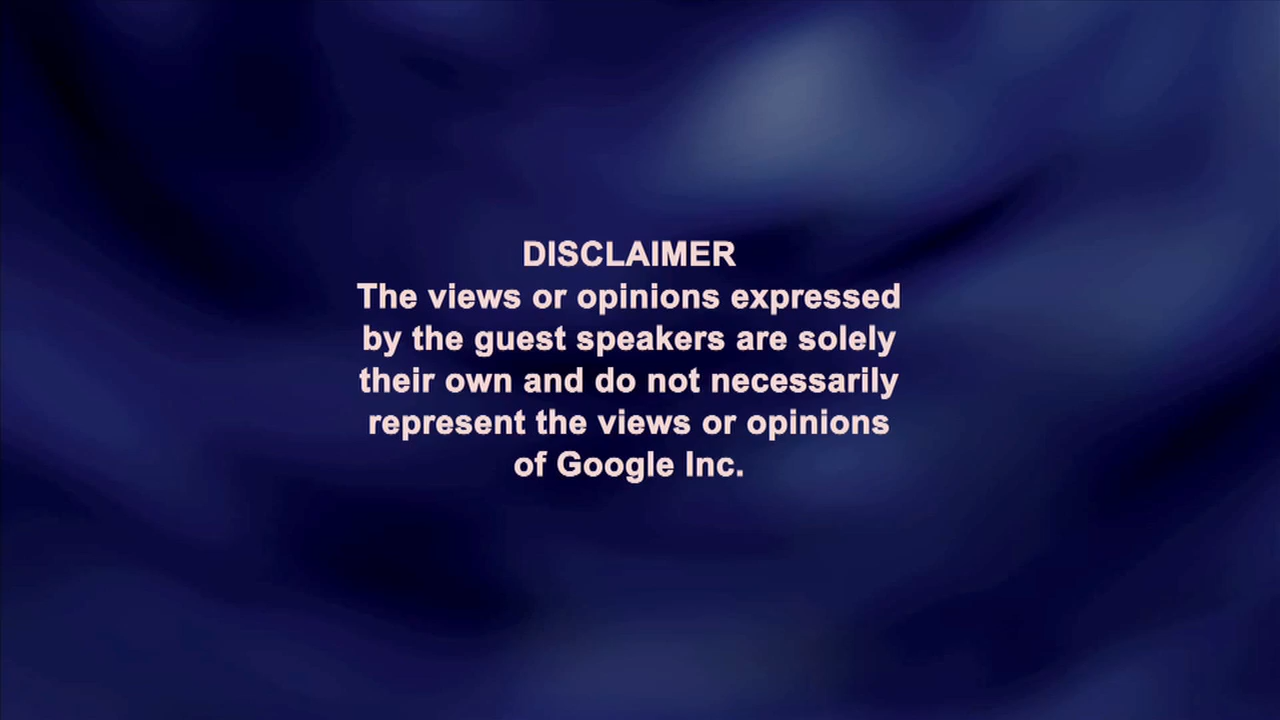 DISCLAIMER
The views or opinions expressed
by the guest speakers are solely
their own and do not necessarily
represent the views or opinions
of Google Inc.